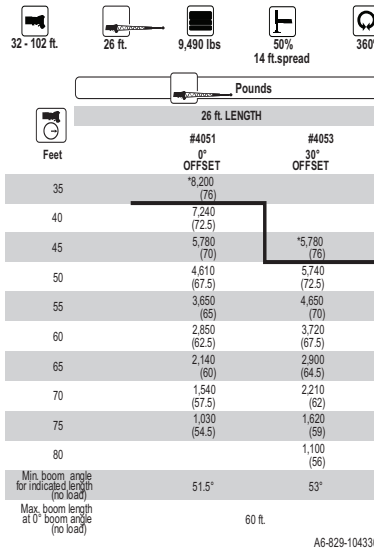 32 - 102 ft. 26 ft. 9,490 lbs 50% 360°
14 ft.spread
Pounds
26 ft. LENGTH
#4051 #4053
Feet 0° 30°
OFFSET OFFSET
35 *8,200
(76)
40 7,240
(72.5)
45 5,780 *5,780
(70) (76)
50 4,610 5,740
(67.5) (72.5)
55 3,650 4,650
(65) (70)
60 2,850 3,720
(62.5) (67.5)
65 2,140 2,900
(60) (64.5)
70 1,540 2,210
(57.5) (62)
75 1,030 1,620
(54.5) (59)
80 1,100
(56)
Min. boom angle
for indicated length 51.5° 53°
(no load)
Max. boom length
at 0° boom angle 60 ft.
(no load)
A6-829-104330